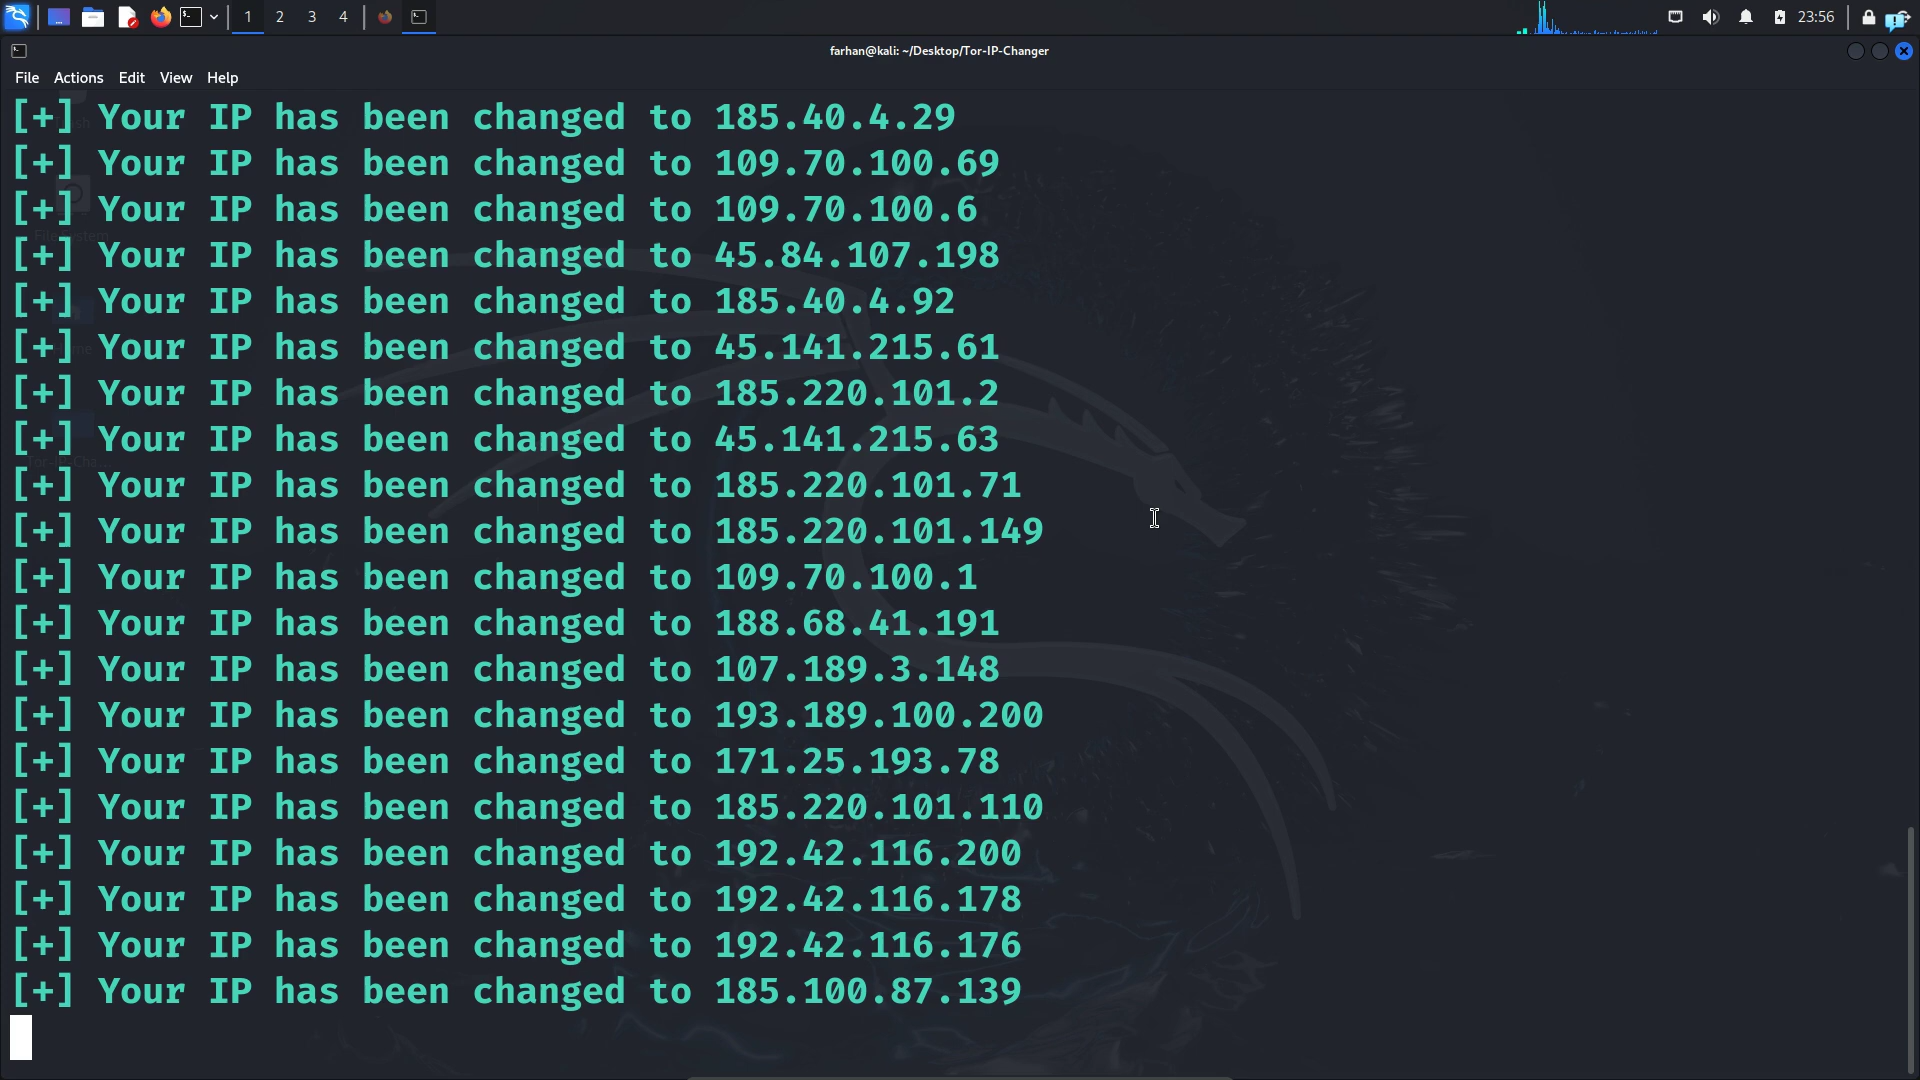 1 2 3 4 23:56
farhan@kali: ~/Desktop/Tor-IP-Changer
File Actions Edit View Help
[+] Your IP has been changed to 185.40.4.29
[+] Your IP has been changed to 109.70.100.69
[+] Your IP has been changed to 109.70.100.6
[+] Your IP has been changed to 45.84.107.198
[+] Your IP has been changed to 185.40.4.92
[+] Your IP has been changed to 45.141.215.61
[+] Your IP has been changed to 185.220.101.2
[+] Your IP has been changed to 45.141.215.63
[+] Your IP has been changed to 185.220.101.71
[+] Your IP has been changed to 185.220.101.149
[+] Your IP has been changed to 109.70.100.1
[+] Your IP has been changed to 188.68.41.191
[+] Your IP has been changed to 107.189.3.148
[+] Your IP has been changed to 193.189.100.200
[+] Your IP has been changed to 171.25.193.78
[+] Your IP has been changed to 185.220.101.110
[+] Your IP has been changed to 192.42.116.200
[+] Your IP has been changed to 192.42.116.178
[+] Your IP has been changed to 192.42.116.176
[+] Your IP has been changed to 185.100.87.139
File System